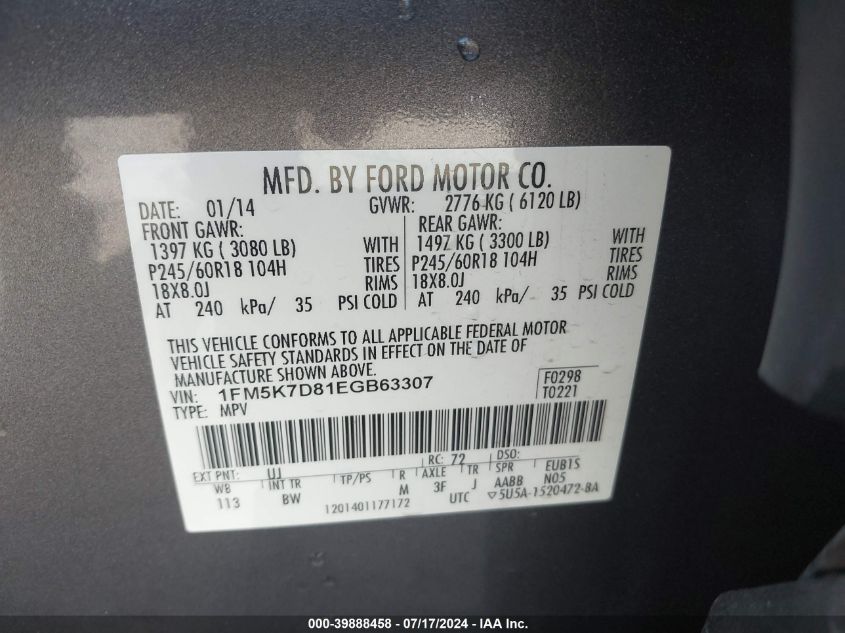 MFD. BY FORD MOTOR CO.
DATE: 01/14 GVWR: 2776 KG ( 6120 LB)
FRONT GAWR: REAR GAWR:
1397 KG ( 3080 LB) WITH 1497 KG ( 3300 LB) WITH
P245/60R18 104H TIRES P245/60R18 104H TIRES
18X8.0J RIMS 18X8.0J RIMS
AT 240 kPa/ 35 PSI COLD AT 240 kPa/ 35 PSI COLD
THIS VEHICLE CONFORMS TO ALL APPLICABLE FEDERAL MOTOR
VEHICLE SAFETY STANDARDS IN EFFECT ON THE DATE OF
MANUFACTURE SHOWN ABOVE.
VIN: 1FM5K7D81EGB63307 F0298
TYPE: MPV T0221
EXT PNT: UJ RC: 72 DSO:
WB INT TR TP/PS R AXLE TR SPR EUB15
113 BW M 3F J AABB N05
1201401177172 UTC ▽5U5A-1520472-BA
000-39888458 - 07/17/2024 - IAA Inc.